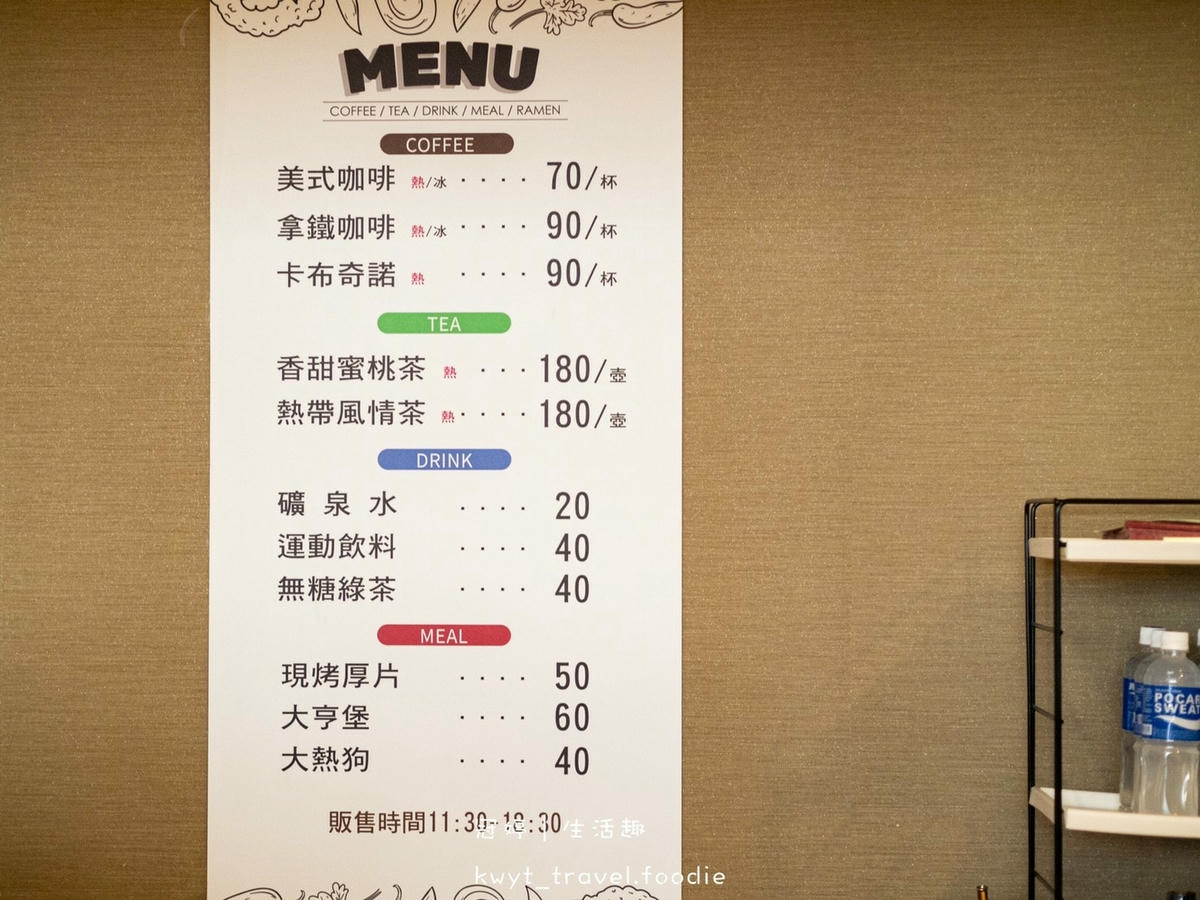 MENU
COFFEE / TEA / DRINK / MEAL / RAMEN
COFFEE
美式咖啡 熱/冰 ···· 70/杯
拿鐵咖啡 熱/冰 ···· 90/杯
卡布奇諾 熱 ···· 90/杯
TEA
香甜蜜桃茶 熱 ···· 180/壺
熱帶風情茶 熱 ···· 180/壺
DRINK
礦 泉 水 ···· 20
運動飲料 ···· 40
無糖綠茶 ···· 40
MEAL
現烤厚片 ···· 50
大亨堡 ···· 60
大熱狗 ···· 40
販售時間11:30-18:30
生活趣
kwyt_travel.foodie
POCAR
SWEAT